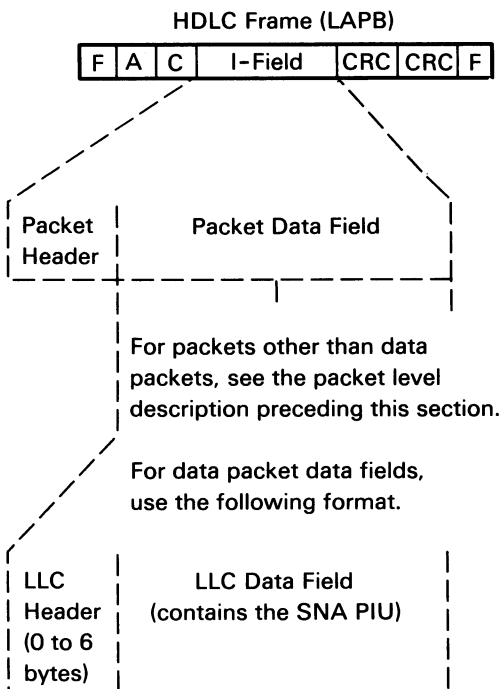 HDLC Frame (LAPB)
F A C I-Field CRC CRC F
Packet Header
Packet Data Field
For packets other than data
packets, see the packet level
description preceding this section.
For data packet data fields,
use the following format.
LLC
Header
(0 to 6
bytes)
LLC Data Field
(contains the SNA PIU)